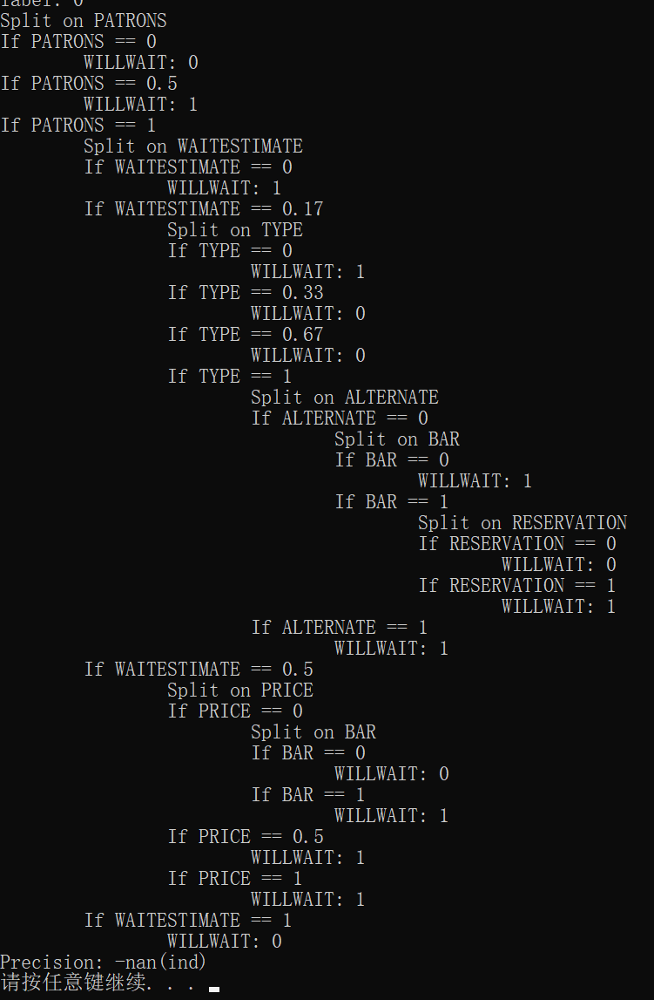 label: 0
Split on PATRONS
If PATRONS == 0
WILLWAIT: 0
If PATRONS == 0.5
WILLWAIT: 1
If PATRONS == 1
Split on WAITESTIMATE
If WAITESTIMATE == 0
WILLWAIT: 1
If WAITESTIMATE == 0.17
Split on TYPE
If TYPE == 0
WILLWAIT: 1
If TYPE == 0.33
WILLWAIT: 0
If TYPE == 0.67
WILLWAIT: 0
If TYPE == 1
Split on ALTERNATE
If ALTERNATE == 0
Split on BAR
If BAR == 0
WILLWAIT: 1
If BAR == 1
Split on RESERVATION
If RESERVATION == 0
WILLWAIT: 0
If RESERVATION == 1
WILLWAIT: 1
If ALTERNATE == 1
WILLWAIT: 1
If WAITESTIMATE == 0.5
Split on PRICE
If PRICE == 0
Split on BAR
If BAR == 0
WILLWAIT: 0
If BAR == 1
WILLWAIT: 1
If PRICE == 0.5
WILLWAIT: 1
If PRICE == 1
WILLWAIT: 1
If WAITESTIMATE == 1
WILLWAIT: 0
Precision: -nan(ind)
请按任意键继续. . .